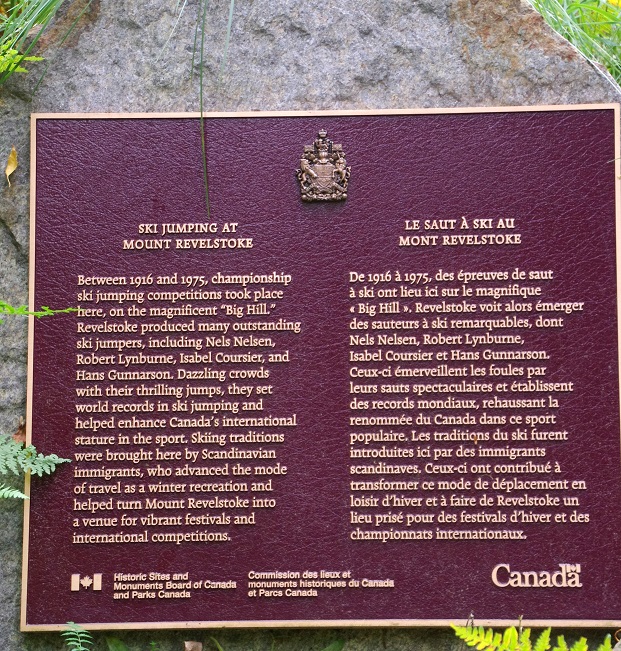 SKI JUMPING AT
MOUNT REVELSTOKE
Between 1916 and 1975, championship
ski jumping competitions took place
here, on the magnificent “Big Hill.”
Revelstoke produced many outstanding
ski jumpers, including Nels Nelsen,
Robert Lynburne, Isabel Coursier, and
Hans Gunnarson. Dazzling crowds
with their thrilling jumps, they set
world records in ski jumping and
helped enhance Canada’s international
stature in the sport. Skiing traditions
were brought here by Scandinavian
immigrants, who advanced the mode
of travel as a winter recreation and
helped turn Mount Revelstoke into
a venue for vibrant festivals and
international competitions.
LE SAUT À SKI AU
MONT REVELSTOKE
De 1916 à 1975, des épreuves de saut
à ski ont lieu ici sur le magnifique
« Big Hill ». Revelstoke voit alors émerger
des sauteurs à ski remarquables, dont
Nels Nelsen, Robert Lynburne,
Isabel Coursier et Hans Gunnarson.
Ceux-ci émerveillent les foules par
leurs sauts spectaculaires et établissent
des records mondiaux, rehaussant la
renommée du Canada dans ce sport
populaire. Les traditions du ski furent
introduites ici par des immigrants
scandinaves. Ceux-ci ont contribué à
transformer ce mode de déplacement en
loisir d’hiver et à faire de Revelstoke un
lieu prisé pour des festivals d’hiver et des
championnats internationaux.
Historic Sites and
Monuments Board of Canada
and Parks Canada
Commission des lieux et
monuments historiques du Canada
et Parcs Canada
Canada